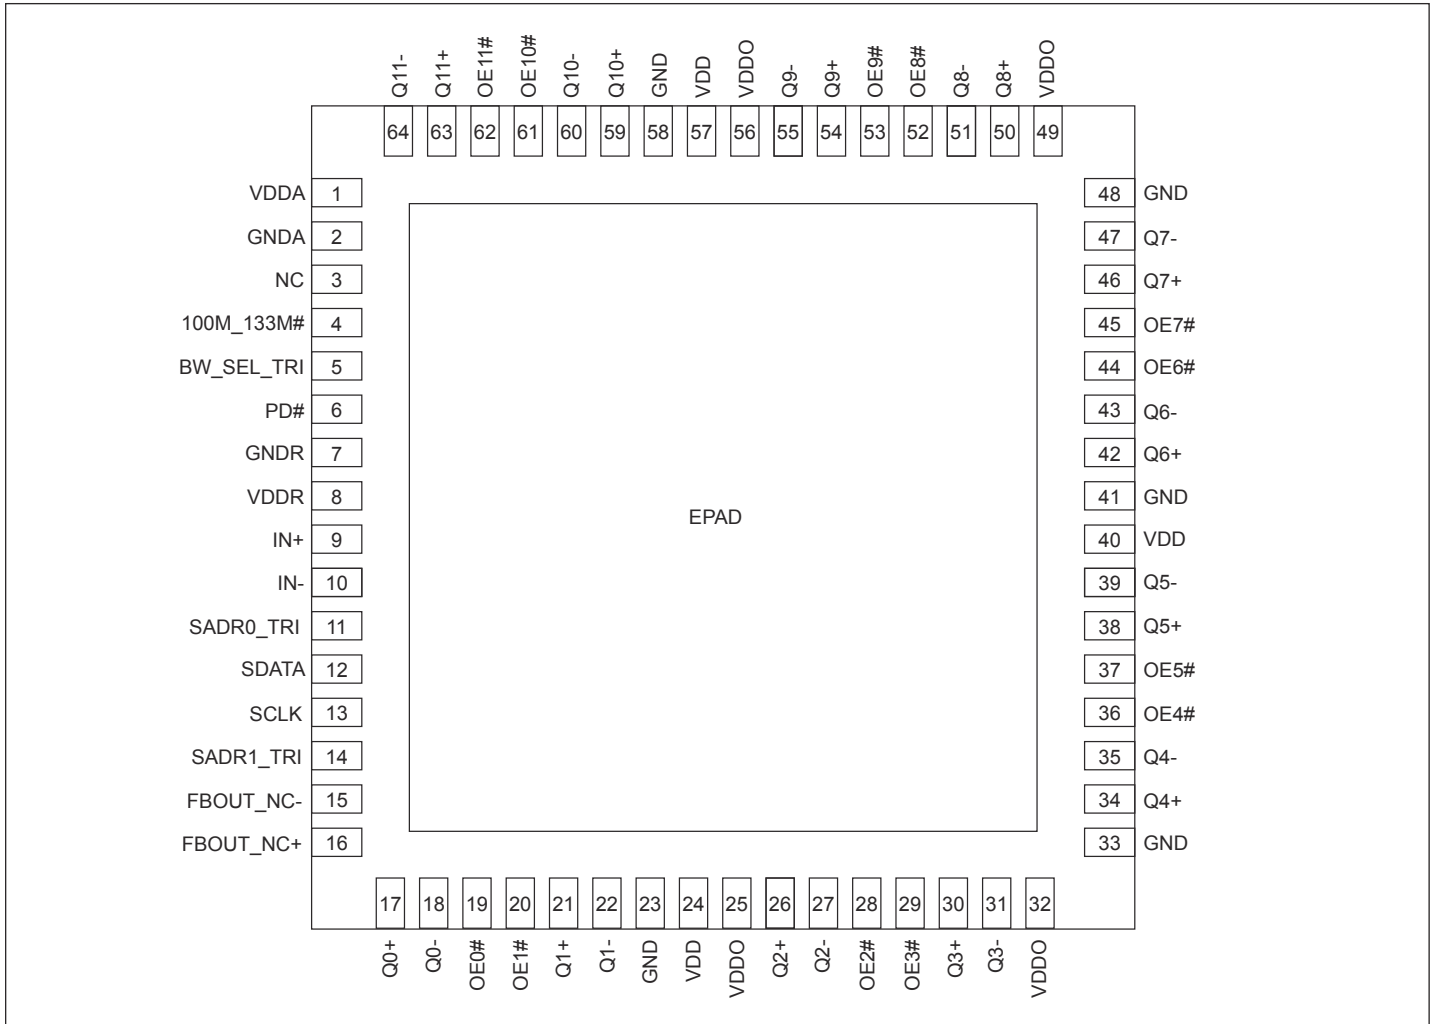 Q11- Q11+ OE11# OE10# Q10- Q10+ GND VDD VDDO Q9- Q9+ OE9# OE8# Q8- Q8+ VDDO
64 63 62 61 60 59 58 57 56 55 54 53 52 51 50 49
VDDA 1 48 GND
GNDA 2 47 Q7-
NC 3 46 Q7+
100M_133M# 4 45 OE7#
BW_SEL_TRI 5 44 OE6#
PD# 6 43 Q6-
GNDR 7 42 Q6+
VDDR 8 41 GND
EPAD
IN+ 9 40 VDD
IN- 10 39 Q5-
SADR0_TRI 11 38 Q5+
SDATA 12 37 OE5#
SCLK 13 36 OE4#
SADR1_TRI 14 35 Q4-
FBOUT_NC- 15 34 Q4+
FBOUT_NC+ 16 33 GND
17 18 19 20 21 22 23 24 25 26 27 28 29 30 31 32
Q0+ Q0- OE0# OE1# Q1+ Q1- GND VDD VDDO Q2+ Q2- OE2# OE3# Q3+ Q3- VDDO